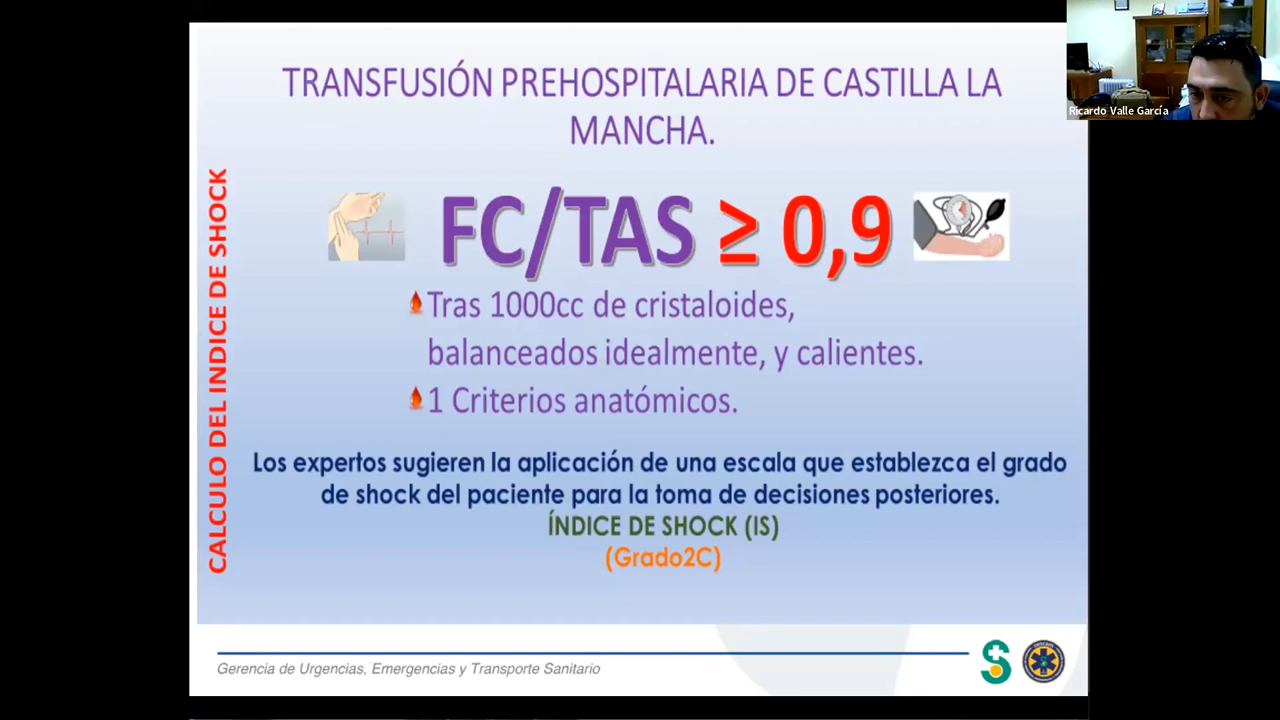 TRANSFUSIÓN PREHOSPITALARIA DE CASTILLA LA
MANCHA.
CALCULO DEL INDICE DE SHOCK
FC/TAS ≥ 0,9
Tras 1000cc de cristaloides,
balanceados idealmente, y calientes.
1 Criterios anatómicos.
Los expertos sugieren la aplicación de una escala que establezca el grado
de shock del paciente para la toma de decisiones posteriores.
ÍNDICE DE SHOCK (IS)
(Grado2C)
Gerencia de Urgencias, Emergencias y Transporte Sanitario
Ricardo Valle García